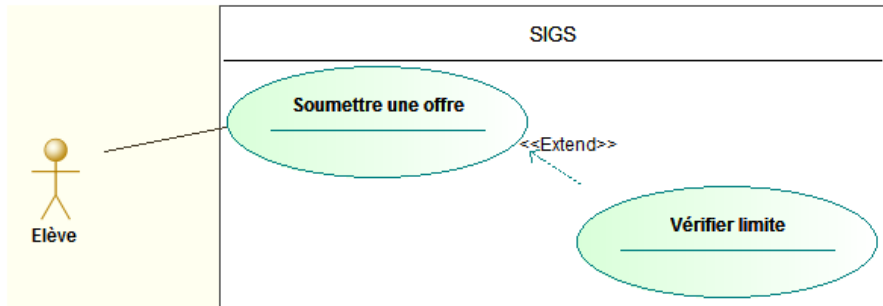 SIGS
Soumettre une offre
<<Extend>>
Elève
Vérifier limite